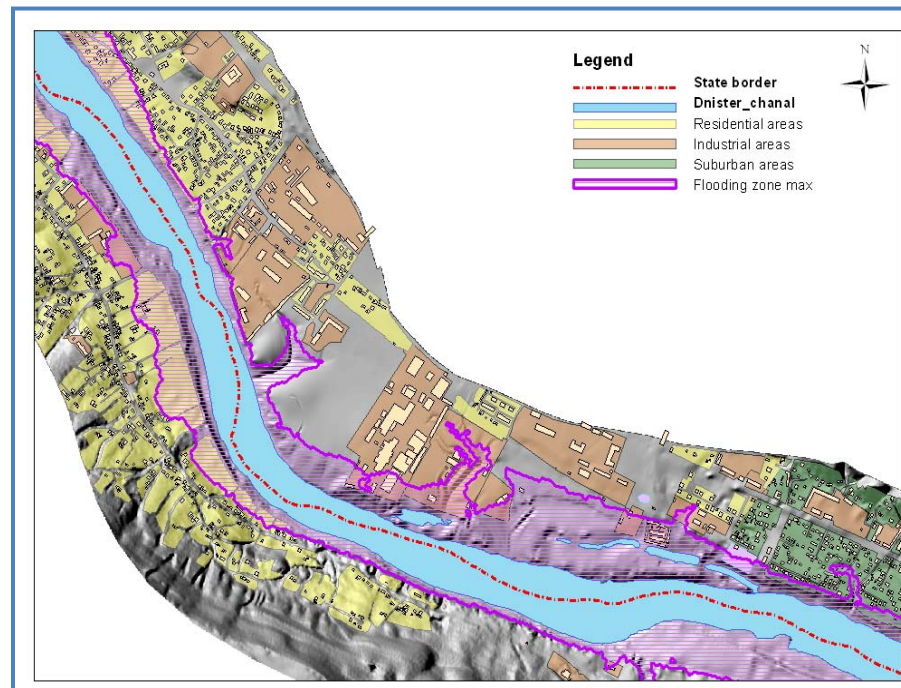 Legend
N
State border
Dnister_chanal
Residential areas
Industrial areas
Suburban areas
Flooding zone max